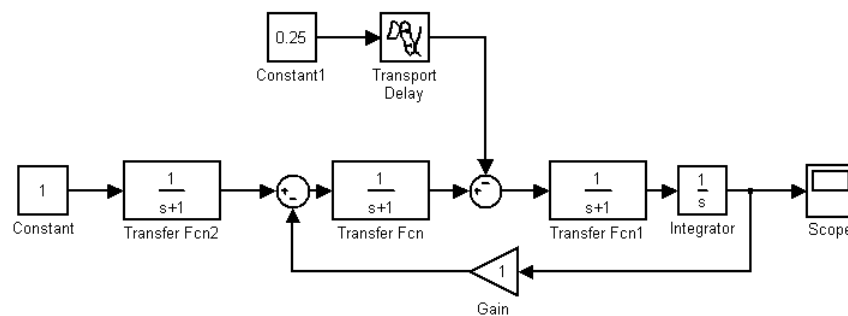 0.25
Constant1
Transport
Delay
1
Constant
1
s+1
Transfer Fcn2
1
s+1
Transfer Fcn
1
s+1
Transfer Fcn1
1
s
Integrator
Scope
1
Gain